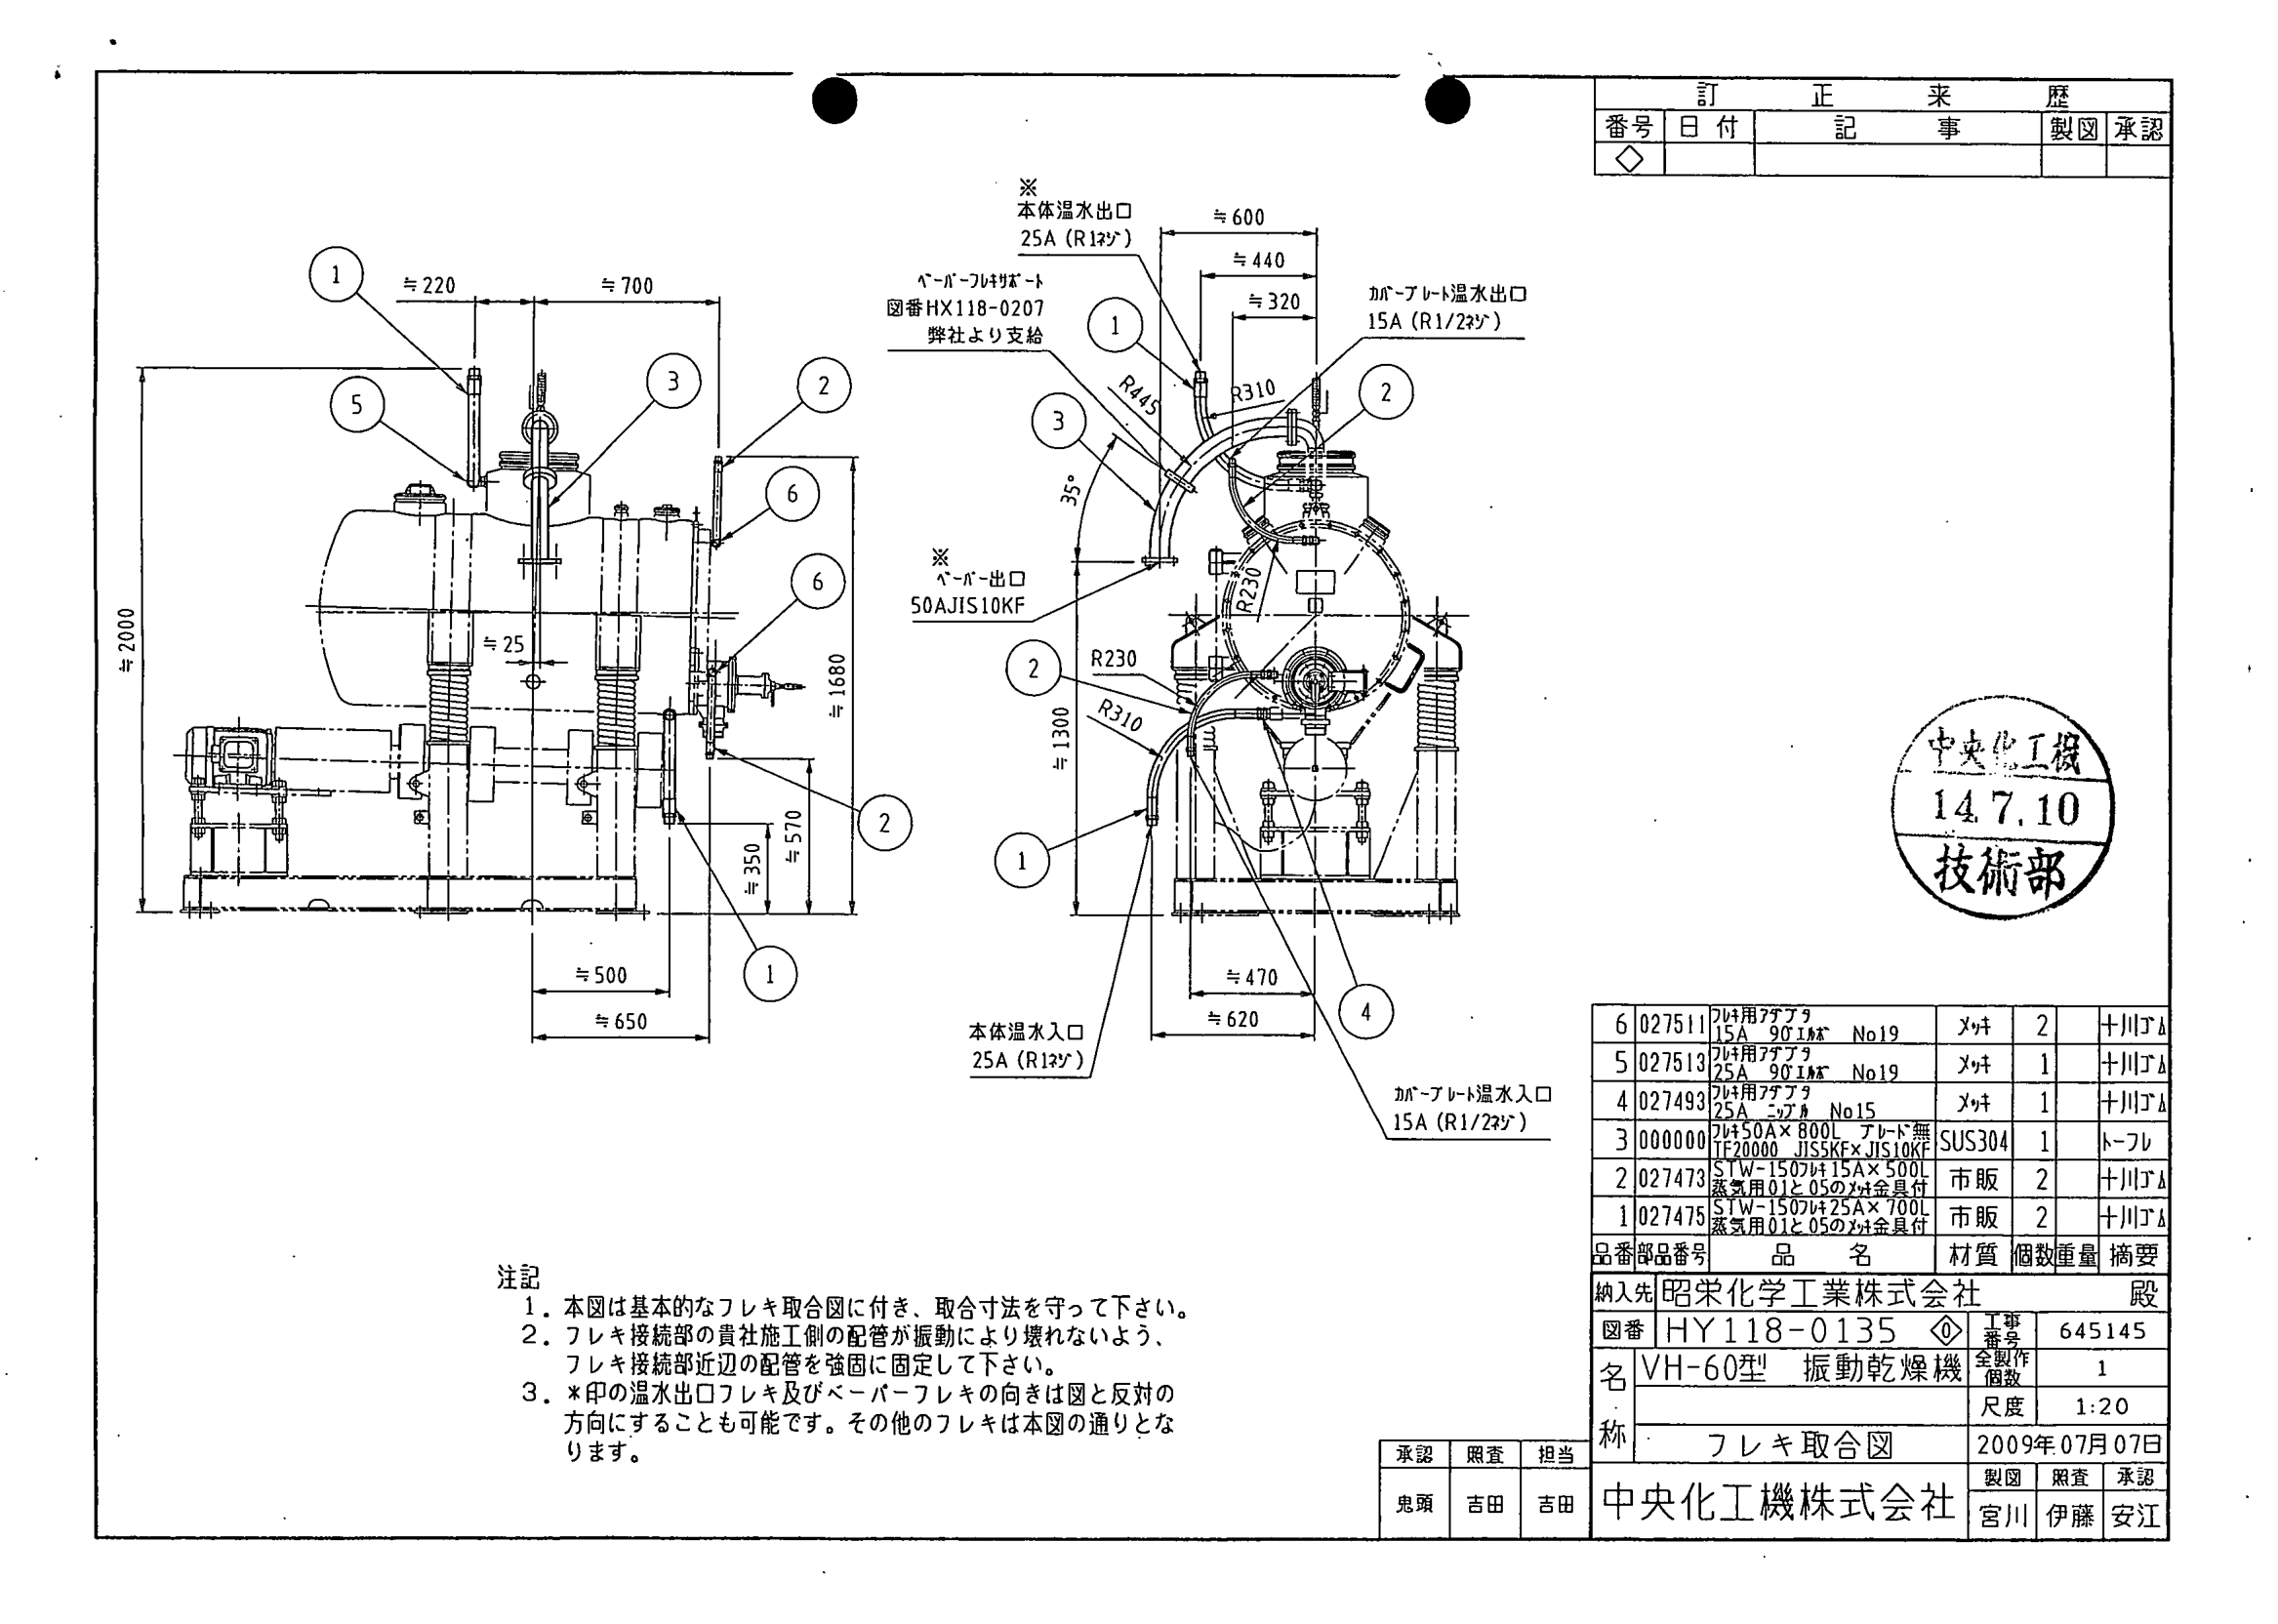 訂正来歴
番号 日付 記事 製図 承認
※
本体温水出口
25A (R1ﾈｼﾞ)
≒600
≒440
≒320
ﾍﾞｰﾊﾟｰﾌﾚｷｻﾎﾟｰﾄ
図番HX118-0207
弊社より支給
ｶﾊﾞｰﾌﾟﾚｰﾄ温水出口
15A (R1/2ﾈｼﾞ)
1
≒220
≒700
1
5
3
2
6
6
≒2000
≒25
≒1680
≒570
≒350
2
1
≒500
≒650
R445
R310
2
3
35°
※
ﾍﾞｰﾊﾟｰ出口
50AJIS10KF
R230
2
R230
R310
≒1300
1
≒470
≒620
4
本体温水入口
25A (R1ﾈｼﾞ)
ｶﾊﾞｰﾌﾟﾚｰﾄ温水入口
15A (R1/2ﾈｼﾞ)
中央化工機
14.7.10
技術部
6 027511 ﾌﾚｷ用ｱﾀﾞﾌﾟﾀ
15A 90ﾟｴﾙﾎﾞ No19 ﾒｯｷ 2 十川ｺﾞﾑ
5 027513 ﾌﾚｷ用ｱﾀﾞﾌﾟﾀ
25A 90ﾟｴﾙﾎﾞ No19 ﾒｯｷ 1 十川ｺﾞﾑ
4 027493 ﾌﾚｷ用ｱﾀﾞﾌﾟﾀ
25A ﾆｯﾌﾟﾙ No15 ﾒｯｷ 1 十川ｺﾞﾑ
3 000000 ﾌﾚｷ50A×800L ﾌﾞﾚｰﾄﾞ無
TF20000 JIS5KF×JIS10KF SUS304 1 ﾄｰﾌﾚ
2 027473 STW-150ﾌﾚｷ15A×500L
蒸気用01と05のﾒｯｷ金具付 市販 2 十川ｺﾞﾑ
1 027475 STW-150ﾌﾚｷ25A×700L
蒸気用01と05のﾒｯｷ金具付 市販 2 十川ｺﾞﾑ
品番 部品番号 品名 材質 個数 重量 摘要
納入先 昭栄化学工業株式会社 殿
図番 HY118-0135 0 工事番号 645145
名称 VH-60型 振動乾燥機 全製作個数 1
尺度 1:20
フレキ取合図 2009年07月07日
中央化工機株式会社
製図 照査 承認
宮川 伊藤 安江
承認 照査 担当
鬼頭 吉田 吉田
注記
1. 本図は基本的なフレキ取合図に付き、取合寸法を守って下さい。
2. フレキ接続部の貴社施工側の配管が振動により壊れないよう、
フレキ接続部近辺の配管を強固に固定して下さい。
3. *印の温水出口フレキ及びベーパーフレキの向きは図と反対の
方向にすることも可能です。その他のフレキは本図の通りとな
ります。